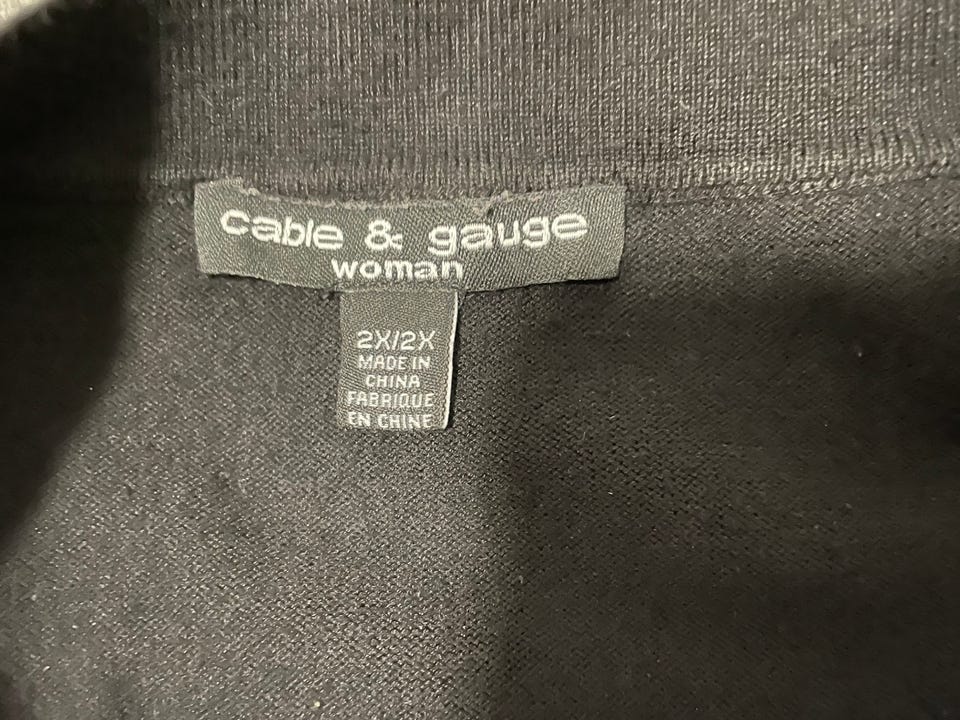 cable & gauge
woman
2X/2X
MADE IN
CHINA
FABRIQUE
EN CHINE